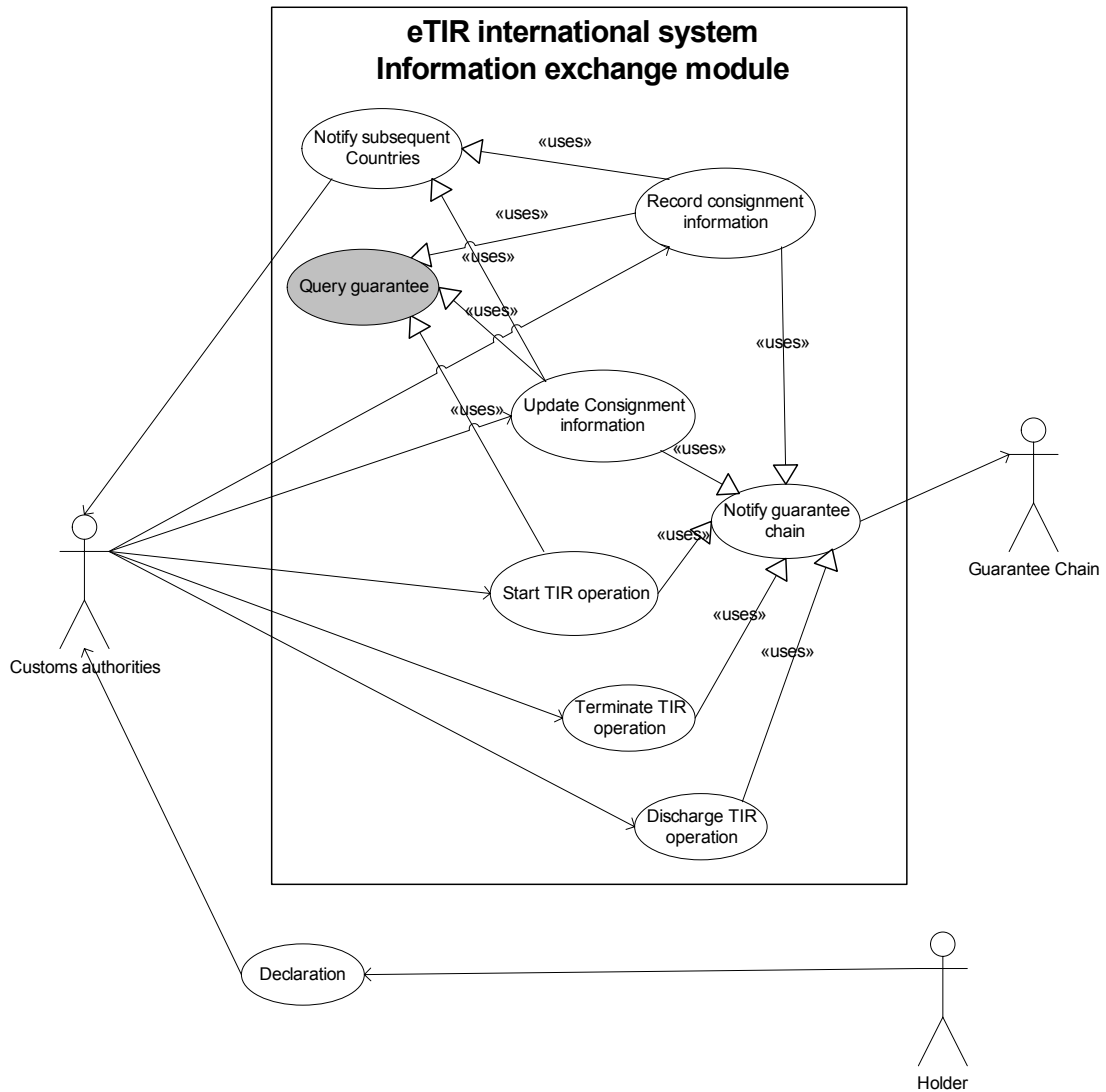 eTIR international system
Information exchange module
Notify subsequent
Countries
«uses»
Record consignment
information
«uses»
«uses»
Query guarantee
«uses»
«uses»
«uses»
Update Consignment
information
«uses»
Notify guarantee
chain
«uses»
Guarantee Chain
Start TIR operation
«uses»
Customs authorities
«uses»
Terminate TIR
operation
Discharge TIR
operation
Declaration
Holder